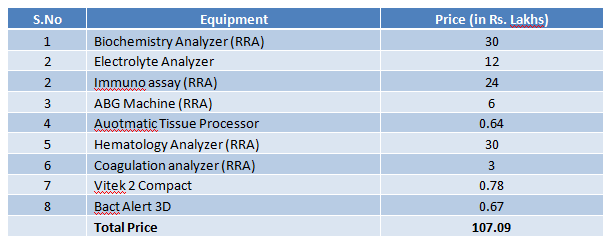 S.No Equipment Price (in Rs. Lakhs)
1 Biochemistry Analyzer (RRA) 30
2 Electrolyte Analyzer 12
2 Immuno assay (RRA) 24
3 ABG Machine (RRA) 6
4 Auotmatic Tissue Processor 0.64
5 Hematology Analyzer (RRA) 30
6 Coagulation analyzer (RRA) 3
7 Vitek 2 Compact 0.78
8 Bact Alert 3D 0.67
Total Price 107.09